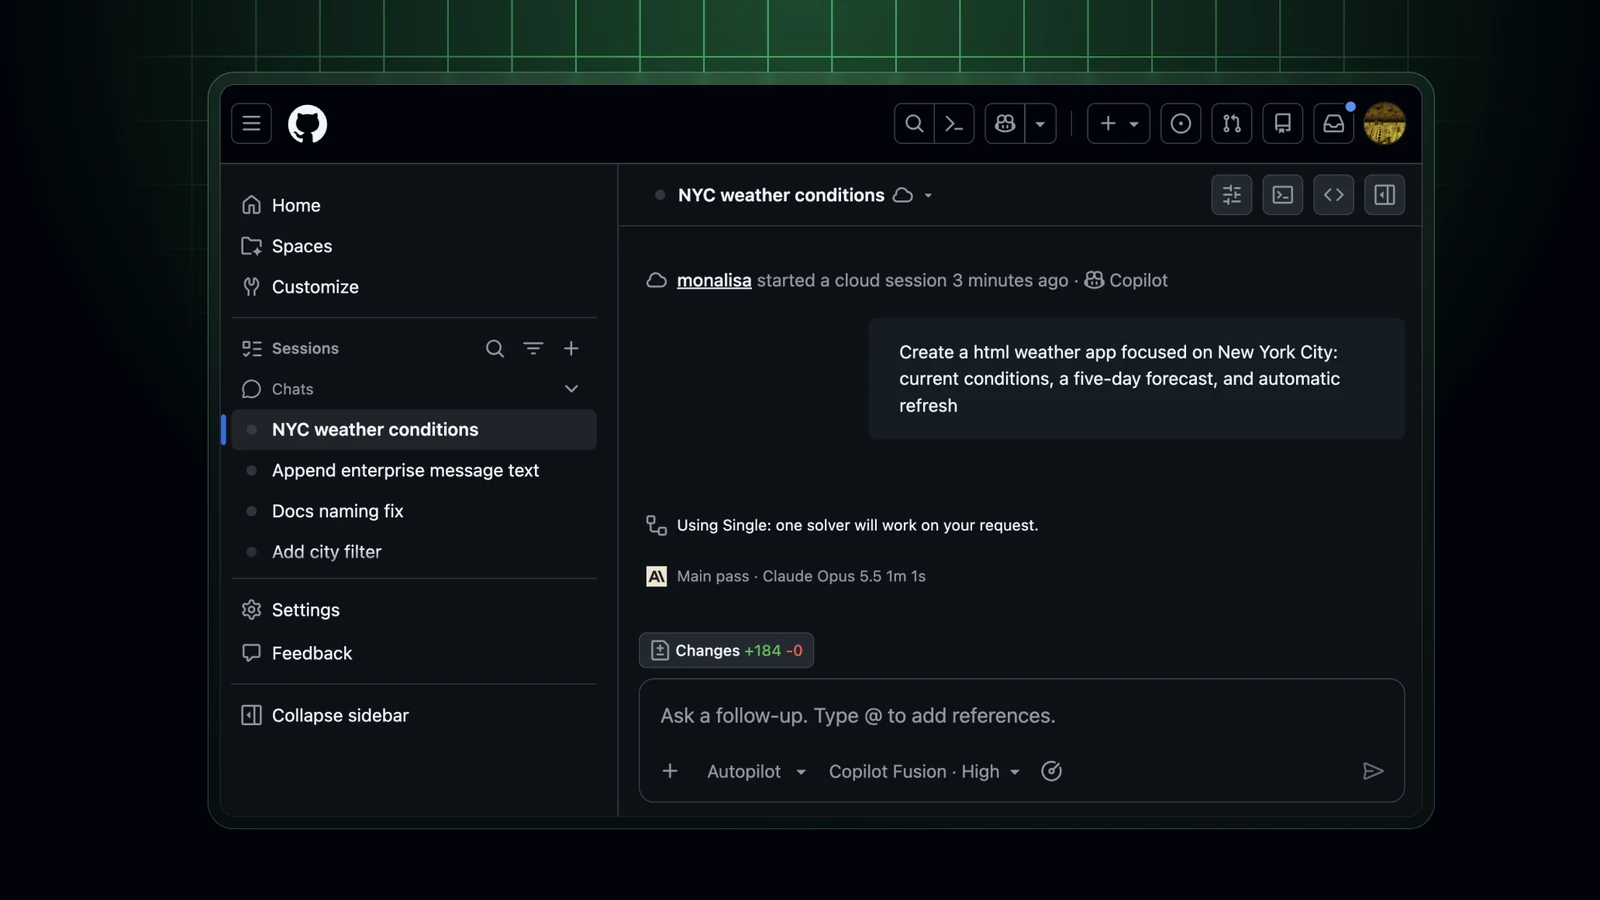 Home
Spaces
Customize
Sessions
Chats
NYC weather conditions
Append enterprise message text
Docs naming fix
Add city filter
Settings
Feedback
Collapse sidebar
NYC weather conditions
monalisa started a cloud session 3 minutes ago · Copilot
Create a html weather app focused on New York City:
current conditions, a five-day forecast, and automatic
refresh
Using Single: one solver will work on your request.
Main pass · Claude Opus 5.5 1m 1s
Changes +184 -0
Ask a follow-up. Type @ to add references.
Autopilot
Copilot Fusion · High